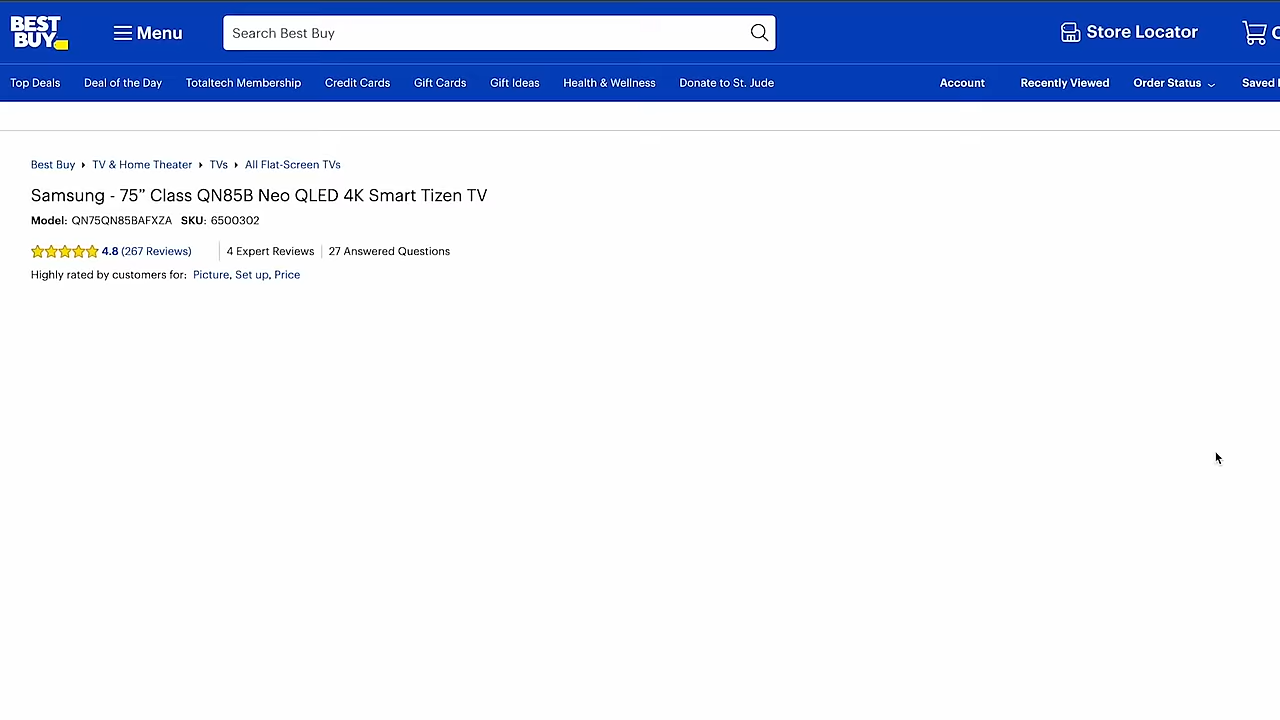 BEST
BUY
Menu
Search Best Buy
Store Locator
Top Deals
Deal of the Day
Totaltech Membership
Credit Cards
Gift Cards
Gift Ideas
Health & Wellness
Donate to St. Jude
Account
Recently Viewed
Order Status
Saved
Best Buy
TV & Home Theater
TVs
All Flat-Screen TVs
Samsung - 75” Class QN85B Neo QLED 4K Smart Tizen TV
Model: QN75QN85BAFXZA SKU: 6500302
4.8 (267 Reviews)
4 Expert Reviews
27 Answered Questions
Highly rated by customers for: Picture, Set up, Price